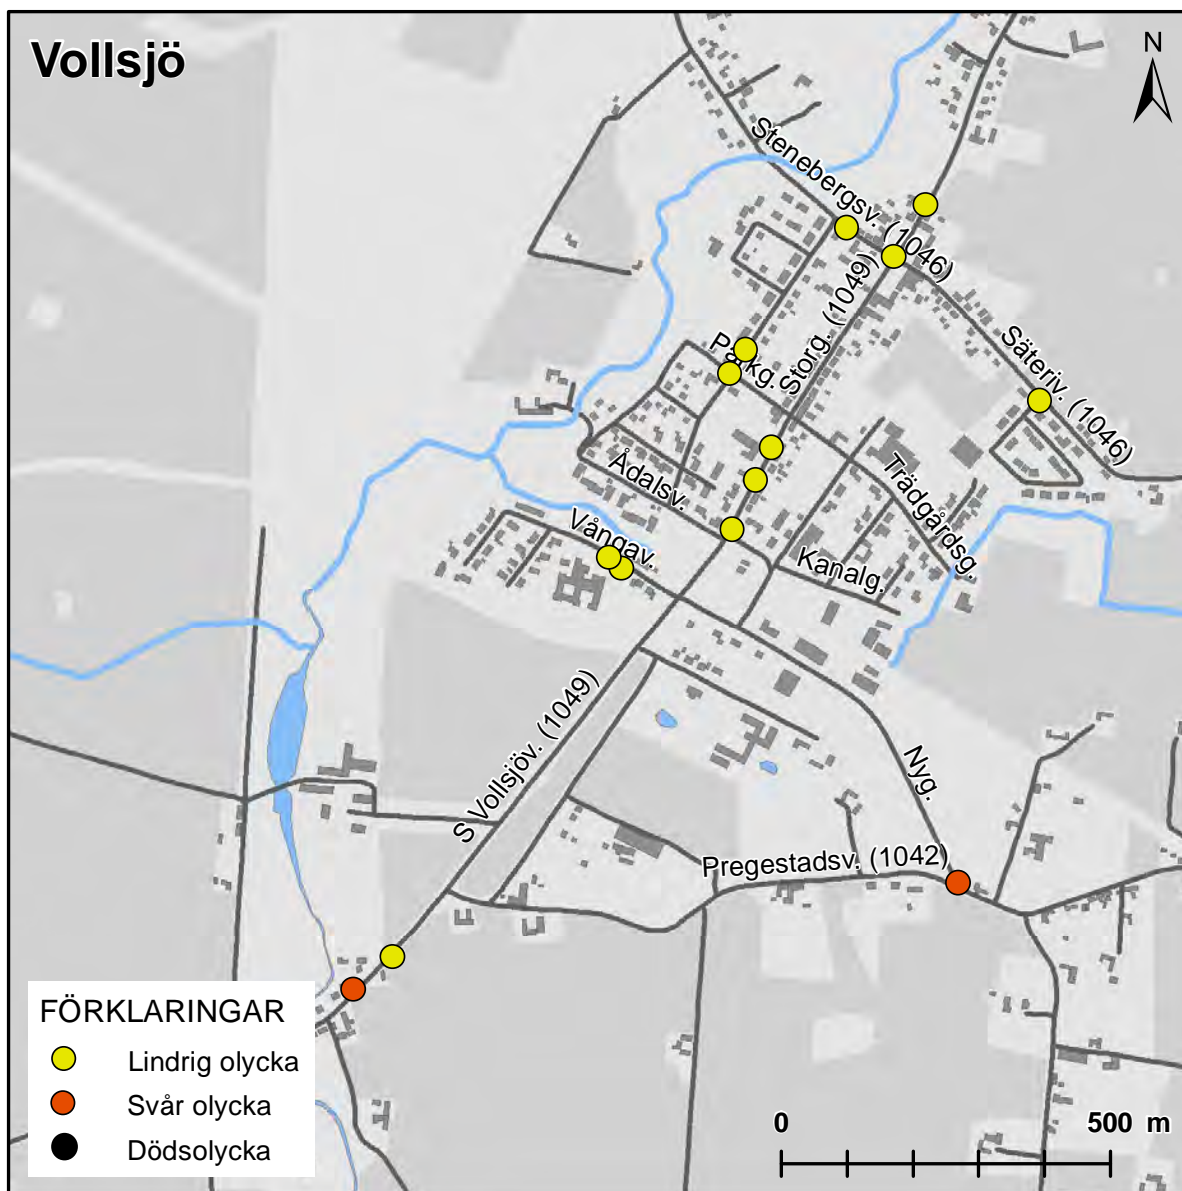 Vollsjö
N
Stenebergsv. (1046)
Storg. (1049)
Parkg.
Säteriv. (1046)
Ådalsv.
Trädgårdsg.
Vångav.
Kanalg.
S Vollsjöv. (1049)
Nyg.
Pregestadsv. (1042)
FÖRKLARINGAR
Lindrig olycka
Svår olycka
Dödsolycka
0 500 m